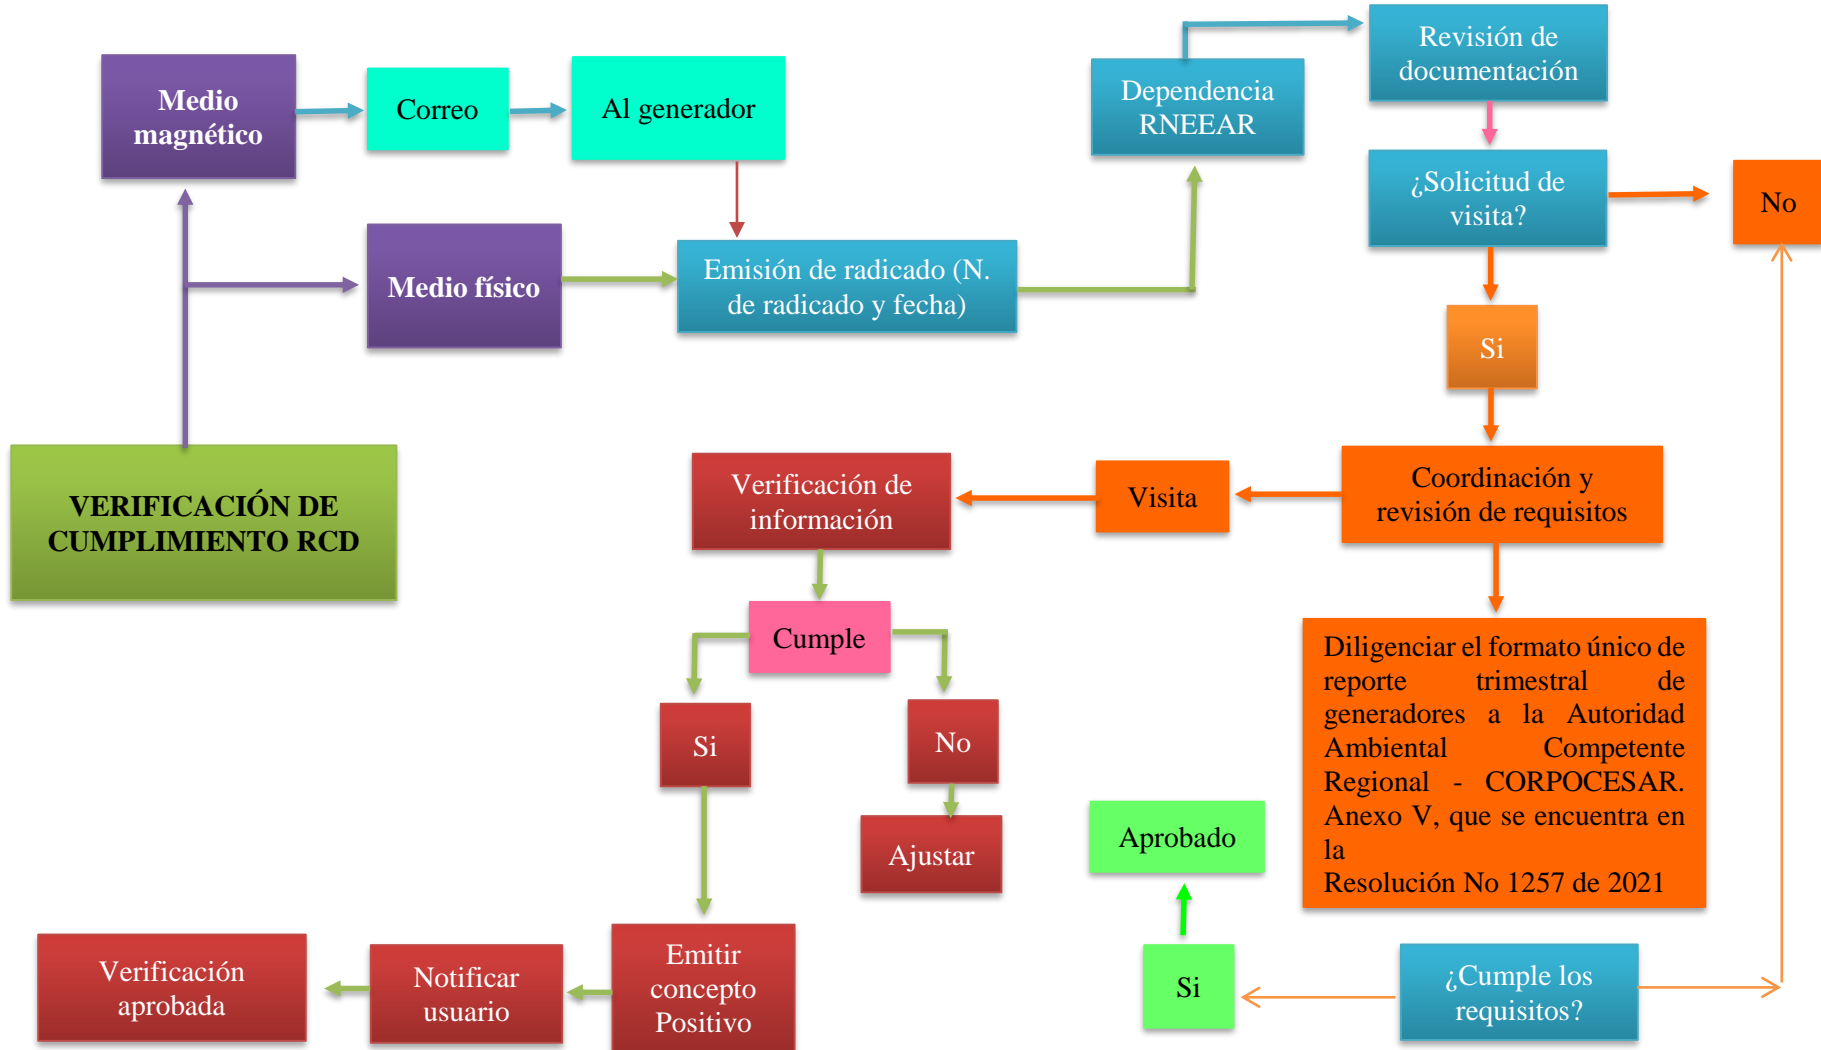 Medio
magnético
Correo
Al generador
Dependencia
RNEEAR
Revisión de
documentación
¿Solicitud de
visita?
No
Medio físico
Emisión de radicado (N.
de radicado y fecha)
Si
VERIFICACIÓN DE
CUMPLIMIENTO RCD
Verificación de
información
Visita
Coordinación y
revisión de requisitos
Cumple
Si
No
Ajustar
Diligenciar el formato único de
reporte trimestral de
generadores a la Autoridad
Ambiental Competente
Regional - CORPOCESAR.
Anexo V, que se encuentra en
la
Resolución No 1257 de 2021
Aprobado
Si
¿Cumple los
requisitos?
Emitir
concepto
Positivo
Notificar
usuario
Verificación
aprobada